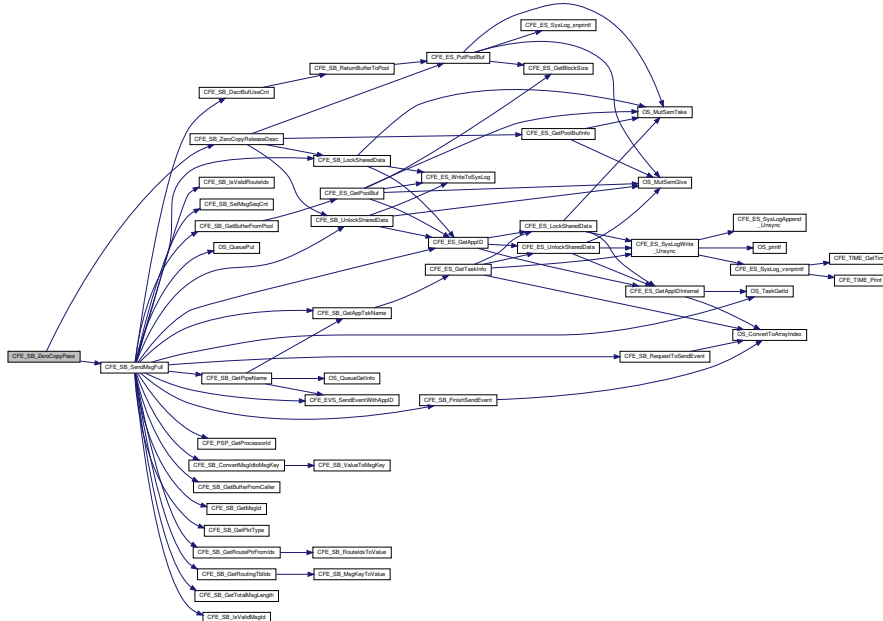 CFE_ES_SysLog_snprintf
CFE_ES_PutPoolBuf
CFE_SB_ReturnBufferToPool
CFE_ES_GetBlockSize
CFE_SB_DecrBufUseCnt
OS_MutSemTake
CFE_ES_GetPoolBufInfo
CFE_SB_ZeroCopyReleaseDesc
CFE_SB_LockSharedData
CFE_ES_WriteToSysLog
CFE_SB_IsValidRouteIdx
OS_MutSemGive
CFE_ES_GetPoolBuf
CFE_SB_SetMsgSeqCnt
CFE_SB_UnlockSharedData
CFE_SB_GetBufferFromPool
CFE_ES_LockSharedData
CFE_ES_SysLogAppend
_Unsync
CFE_ES_GetAppID
OS_QueuePut
CFE_ES_UnlockSharedData
CFE_ES_SysLogWrite
_Unsync
OS_printf
CFE_TIME_GetTim
CFE_ES_GetTaskInfo
CFE_ES_SysLog_vsnprintf
CFE_TIME_Print
CFE_ES_GetAppIDInternal
OS_TaskGetId
CFE_SB_GetAppTskName
OS_ConvertToArrayIndex
CFE_SB_ZeroCopyPass
CFE_SB_RequestToSendEvent
CFE_SB_SendMsgFull
CFE_SB_GetPipeName
OS_QueueGetInfo
CFE_EVS_SendEventWithAppID
CFE_SB_FinishSendEvent
CFE_PSP_GetProcessorId
CFE_SB_ConvertMsgIdtoMsgKey
CFE_SB_ValueToMsgKey
CFE_SB_GetBufferFromCaller
CFE_SB_GetMsgId
CFE_SB_GetPktType
CFE_SB_GetRoutePtrFromIdx
CFE_SB_RouteIdxToValue
CFE_SB_GetRoutingTblIdx
CFE_SB_MsgKeyToValue
CFE_SB_GetTotalMsgLength
CFE_SB_IsValidMsgId